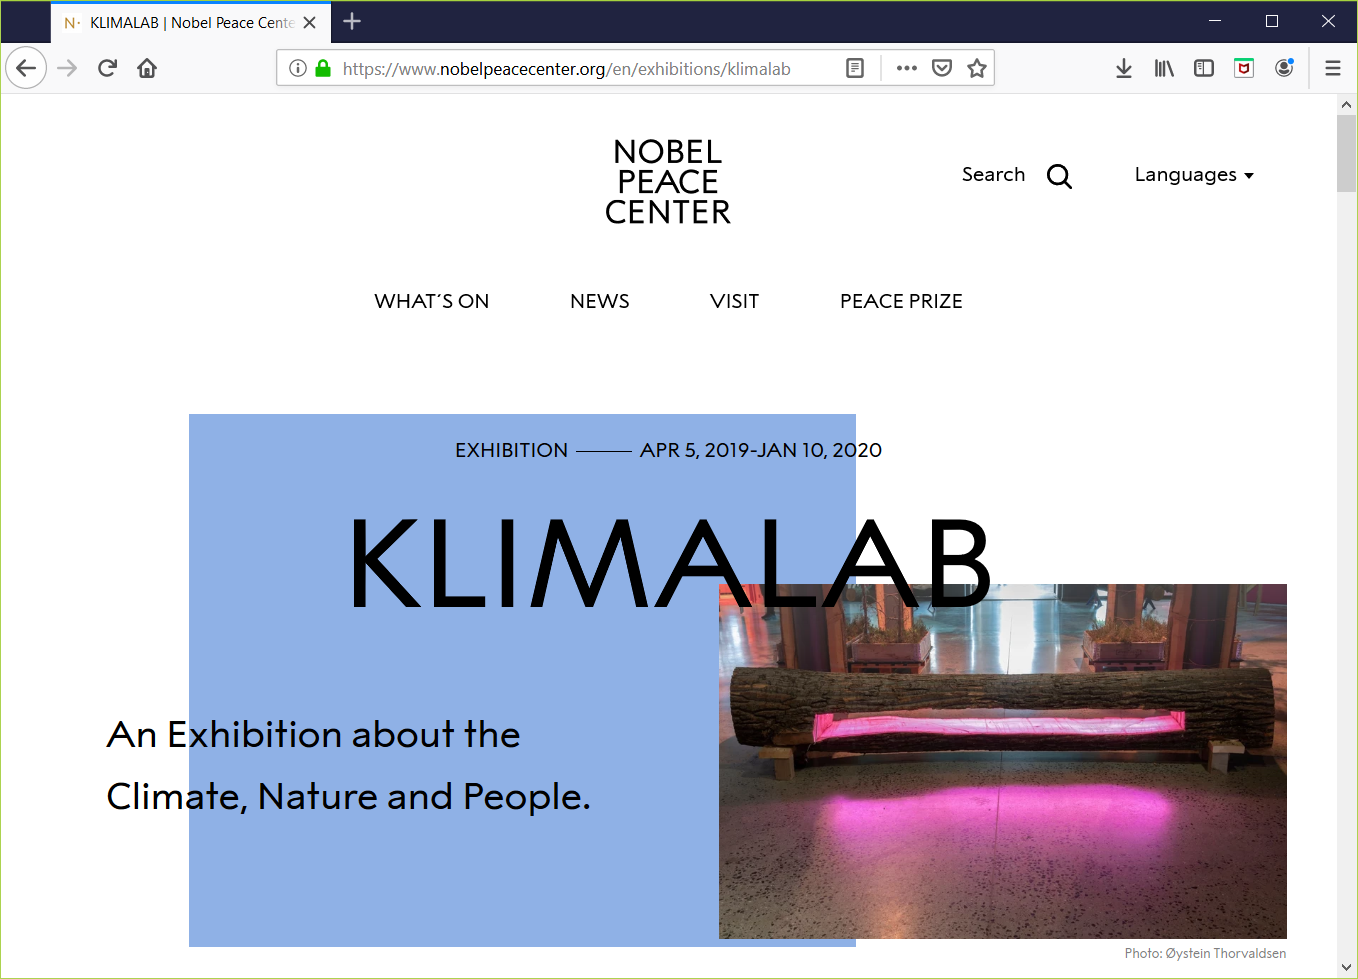 N· KLIMALAB | Nobel Peace Cente
https://www.nobelpeacecenter.org/en/exhibitions/klimalab
NOBEL
PEACE
CENTER
Search
Languages
WHAT´S ON
NEWS
VISIT
PEACE PRIZE
EXHIBITION
APR 5, 2019-JAN 10, 2020
KLIMALAB
An Exhibition about the
Climate, Nature and People.
Photo: Øystein Thorvaldsen